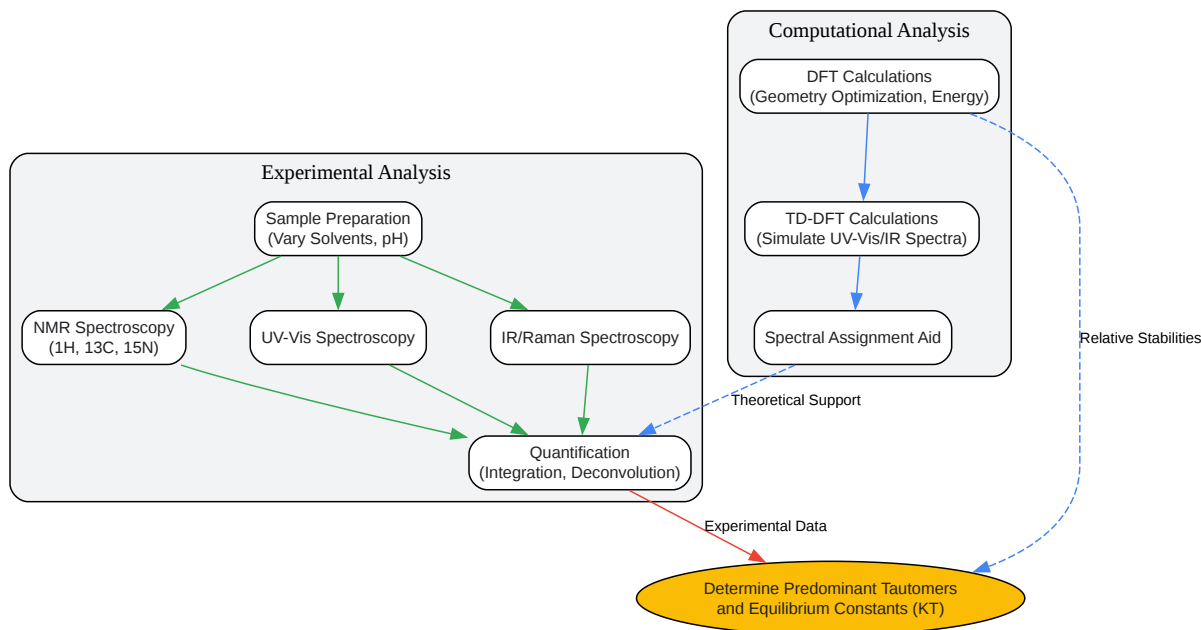 Computational Analysis
DFT Calculations
(Geometry Optimization, Energy)
Experimental Analysis
Sample Preparation
(Vary Solvents, pH)
TD-DFT Calculations
(Simulate UV-Vis/IR Spectra)
NMR Spectroscopy
(1H, 13C, 15N)
UV-Vis Spectroscopy
IR/Raman Spectroscopy
Spectral Assignment Aid
Relative Stabilities
Theoretical Support
Quantification
(Integration, Deconvolution)
Experimental Data
Determine Predominant Tautomers
and Equilibrium Constants (KT)